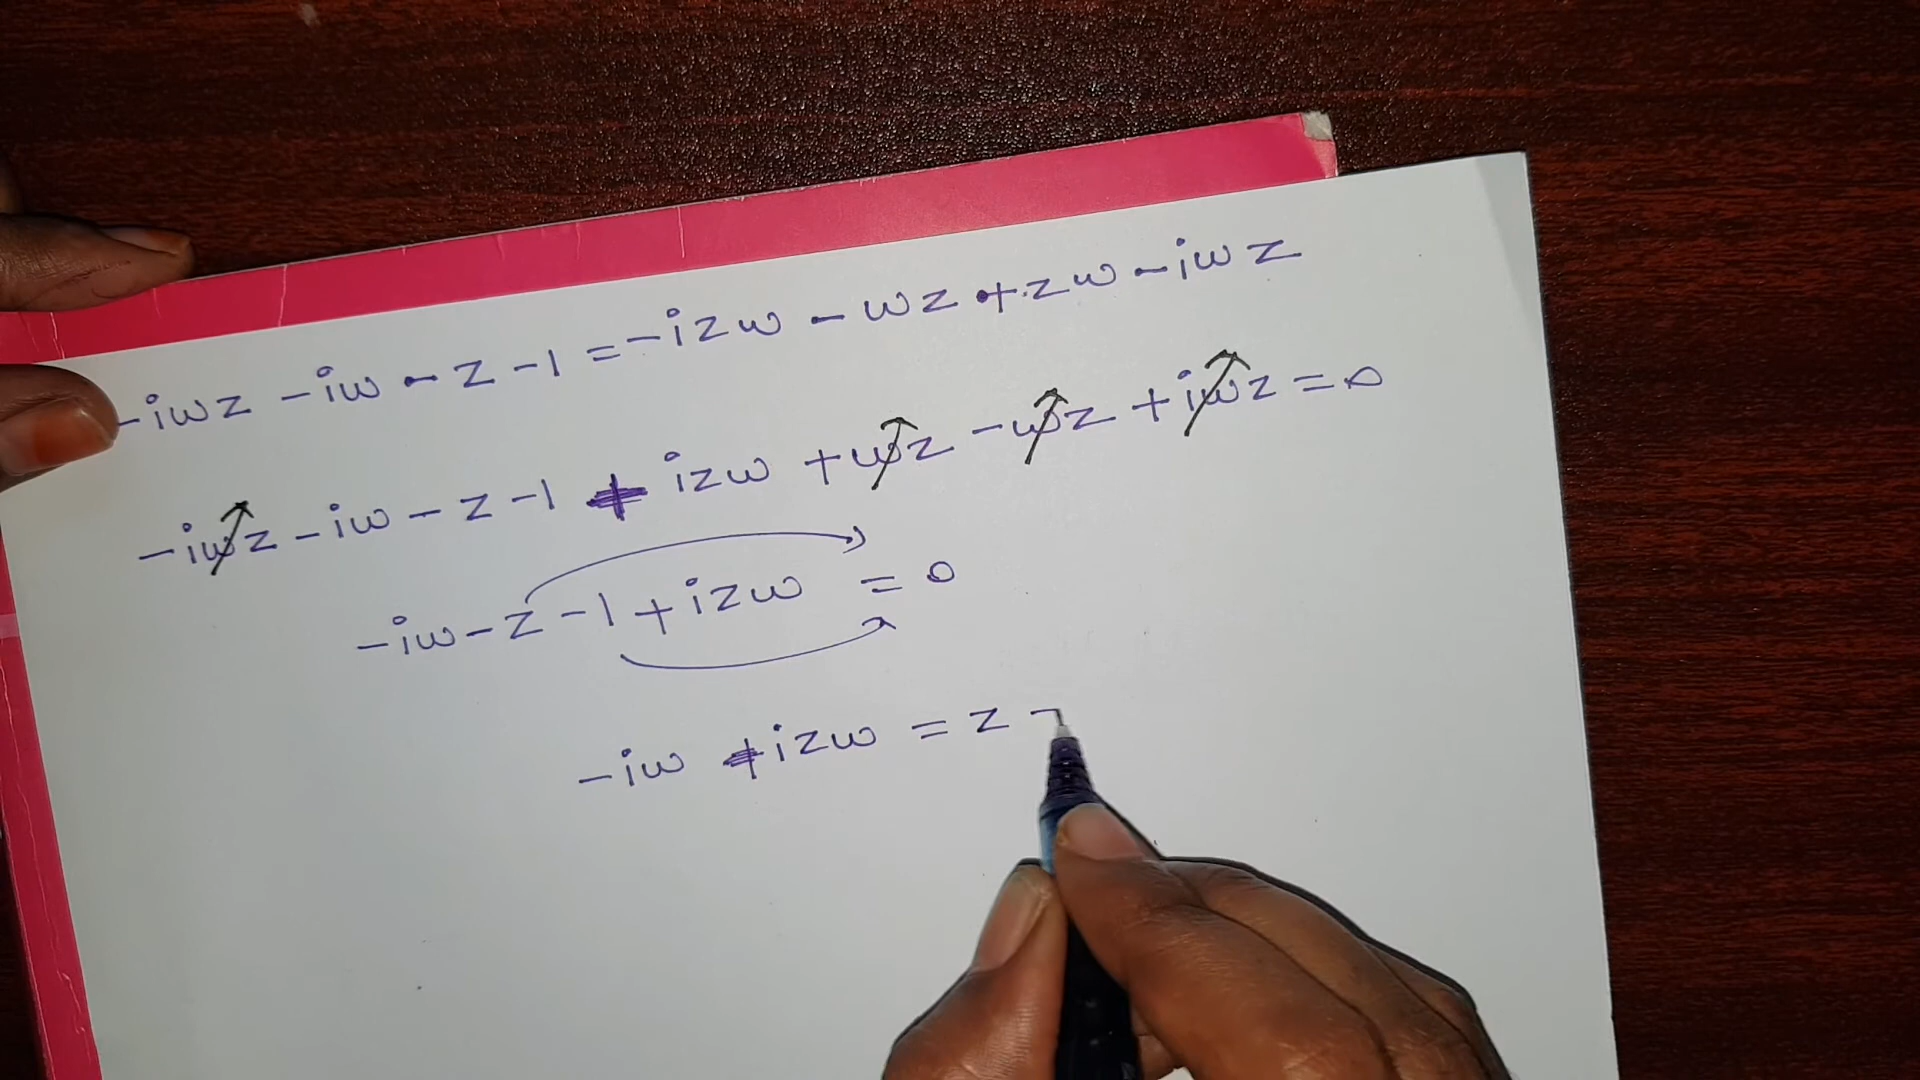 -iwz -iw -z -1 = -izw - wz + zw - iwz
-iwz -iw -z -1 + izw + wz - wz + iwz = 0
-iw - z - 1 + izw = 0
-iw + izw = z -